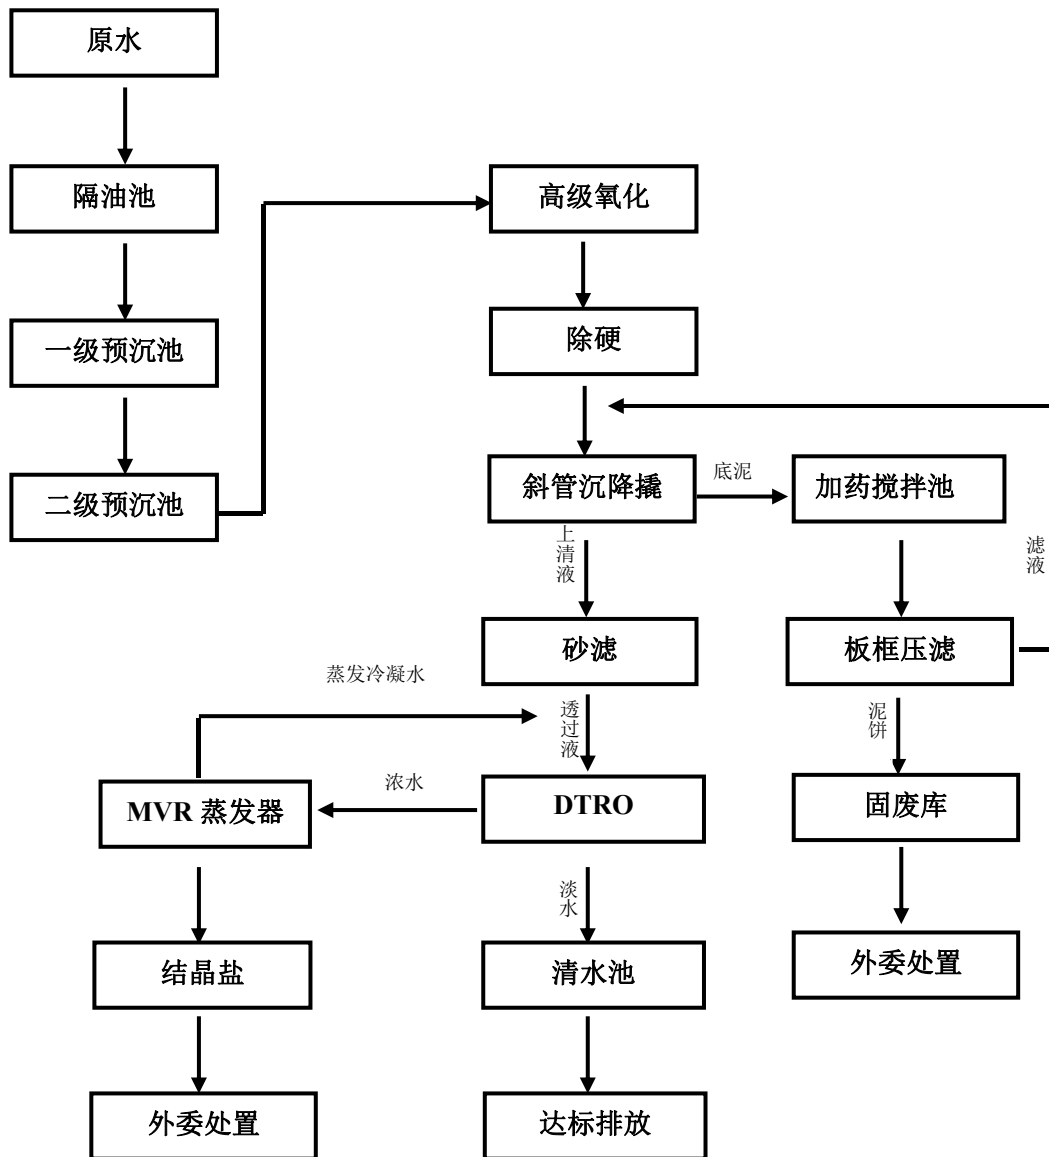 原水
隔油池
高级氧化
一级预沉池
除硬
二级预沉池
斜管沉降撬
底泥
加药搅拌池
上清液
滤液
砂滤
板框压滤
蒸发冷凝水
透过液
泥饼
MVR 蒸发器
浓水
DTRO
固废库
淡水
结晶盐
清水池
外委处置
外委处置
达标排放